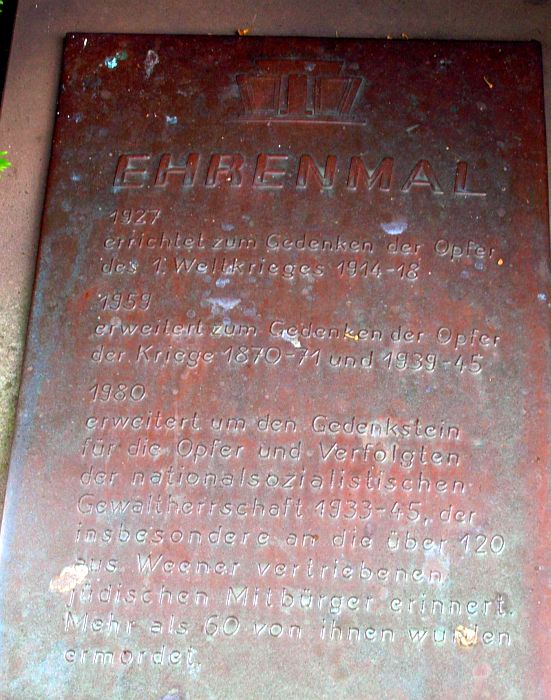 EHRENMAL
1927
errichtet zum Gedenken der Opfer
des 1. Weltkrieges 1914-18
1959
erweitert zum Gedenken der Opfer
der Kriege 1870-71 und 1939-45
1980
erweitert um den Gedenkstein
für die Opfer und Verfolgten
der nationalsozialistischen
Gewaltherrschaft 1933-45, der
insbesondere an die über 120
aus Weener vertriebenen
jüdischen Mitbürger erinnert.
Mehr als 60 von ihnen wurden
ermordet.